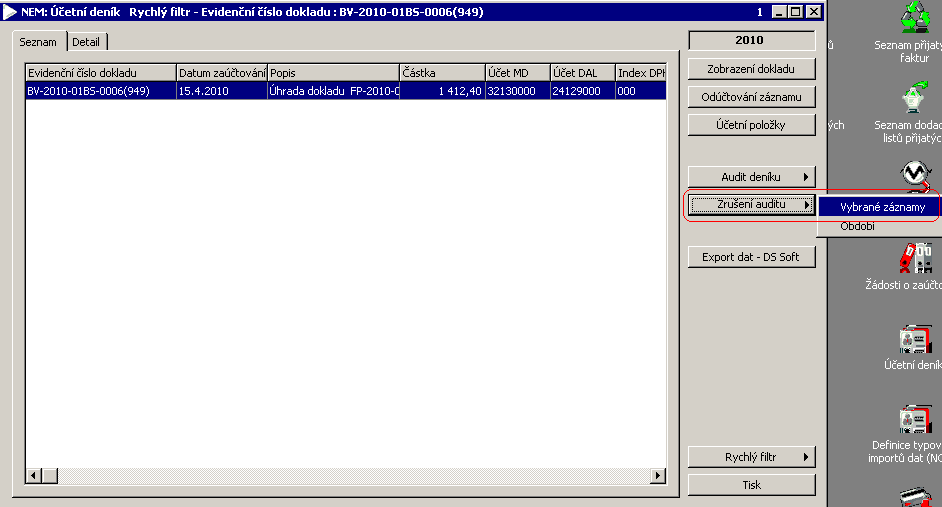 NEM: Účetní deník   Rychlý filtr - Evidenční číslo dokladu : BV-2010-01BS-0006(949)
1
Seznam
Detail
2010
Evidenční číslo dokladu
Datum zaúčtování
Popis
Částka
Účet MD
Účet DAL
Index DPH
BV-2010-01BS-0006(949)
15.4.2010
Úhrada dokladu  FP-2010-0
1 412,40
32130000
24129000
000
Zobrazení dokladu
Odúčtování záznamu
Účetní položky
Audit deníku
Zrušení auditu
Vybrané záznamy
Období
Export dat - DS Soft
Rychlý filtr
Tisk
ů
Seznam přijatý
faktur
ých
Seznam dodac
listů přijatýc
Žádosti o zaúčto
Účetní deník
Definice typov
importů dat (NO